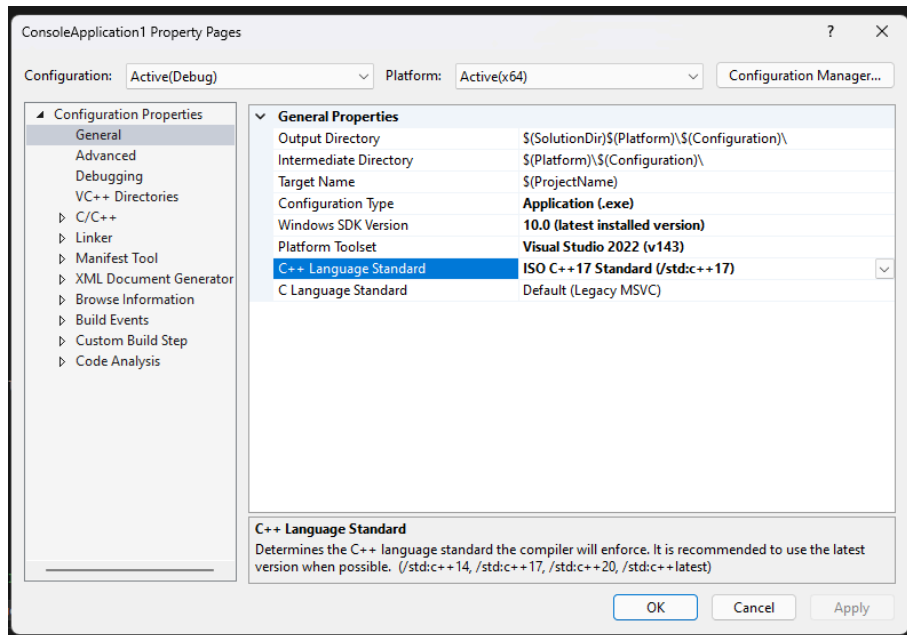 ConsoleApplication1 Property Pages
?
Configuration: Active(Debug) Platform: Active(x64) Configuration Manager...
Configuration Properties
General
Advanced
Debugging
VC++ Directories
C/C++
Linker
Manifest Tool
XML Document Generator
Browse Information
Build Events
Custom Build Step
Code Analysis
General Properties
Output Directory $(SolutionDir)$(Platform)\$(Configuration)\
Intermediate Directory $(Platform)\$(Configuration)\
Target Name $(ProjectName)
Configuration Type Application (.exe)
Windows SDK Version 10.0 (latest installed version)
Platform Toolset Visual Studio 2022 (v143)
C++ Language Standard ISO C++17 Standard (/std:c++17)
C Language Standard Default (Legacy MSVC)
C++ Language Standard
Determines the C++ language standard the compiler will enforce. It is recommended to use the latest
version when possible. (/std:c++14, /std:c++17, /std:c++20, /std:c++latest)
OK Cancel Apply